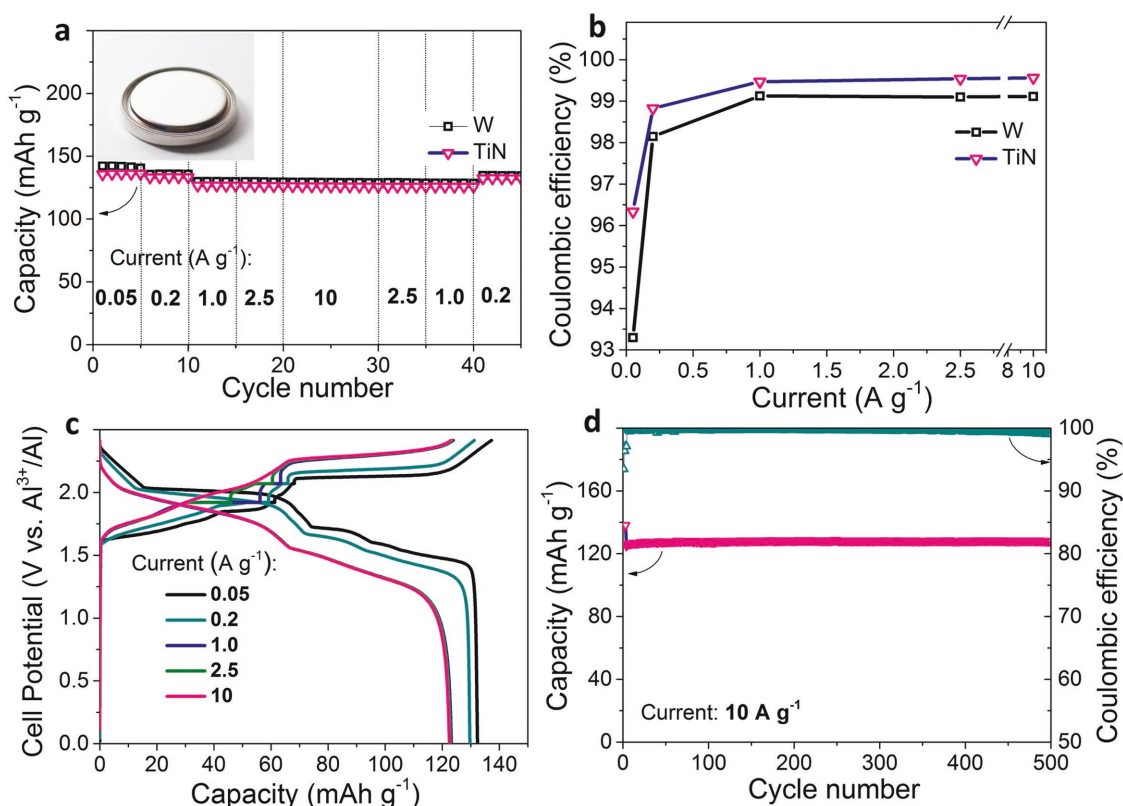 a
Capacity (mAh g⁻¹)
250
200
150
100
50
0
W
TiN
Current (A g⁻¹):
0.05 0.2 1.0 2.5 10 2.5 1.0 0.2
0 10 20 30 40
Cycle number
b
Coulombic efficiency (%)
100
99
98
97
96
95
94
93
W
TiN
0.0 0.5 1.0 1.5 2.0 2.5 8 10
Current (A g⁻¹)
c
Cell Potential (V vs. Al³⁺/Al)
2.0
1.5
1.0
0.5
0.0
Current (A g⁻¹):
0.05
0.2
1.0
2.5
10
0 20 40 60 80 100 120 140
Capacity (mAh g⁻¹)
d
Capacity (mAh g⁻¹)
160
120
80
40
0
Current: 10 A g⁻¹
100
90
80
70
60
50
Coulombic efficiency (%)
0 100 200 300 400 500
Cycle number